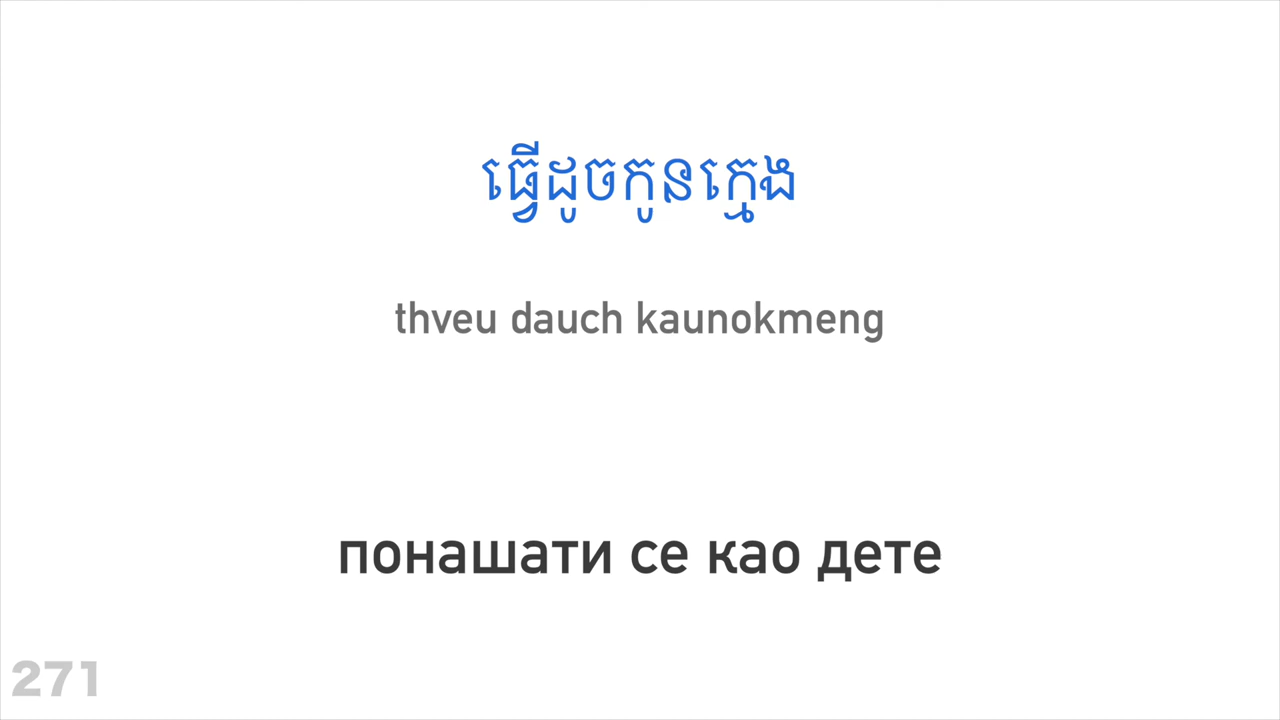 ធ្វើដូចកូនក្មេង
thveu dauch kaunokmeng
понашати се као дете
271